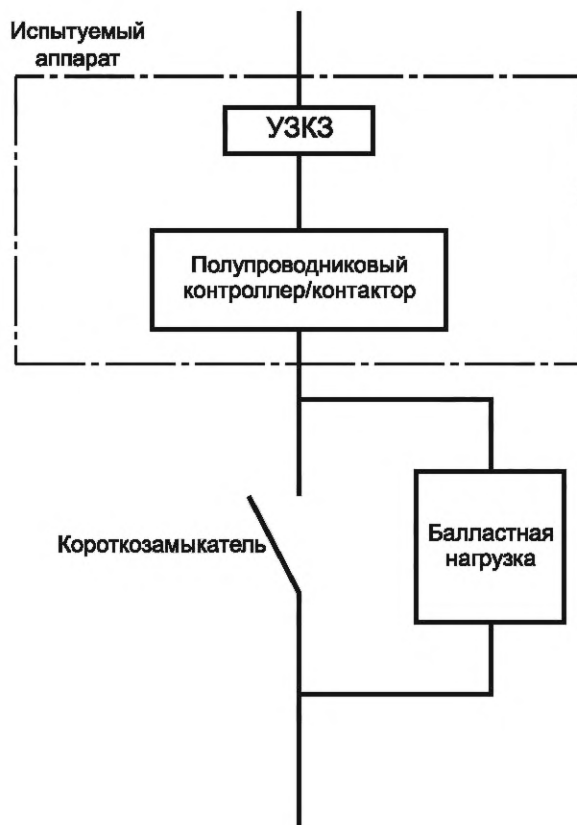 Испытуемый
аппарат
УЗКЗ
Полупроводниковый
контроллер/контактор
Короткозамыкатель
Балластная
нагрузка